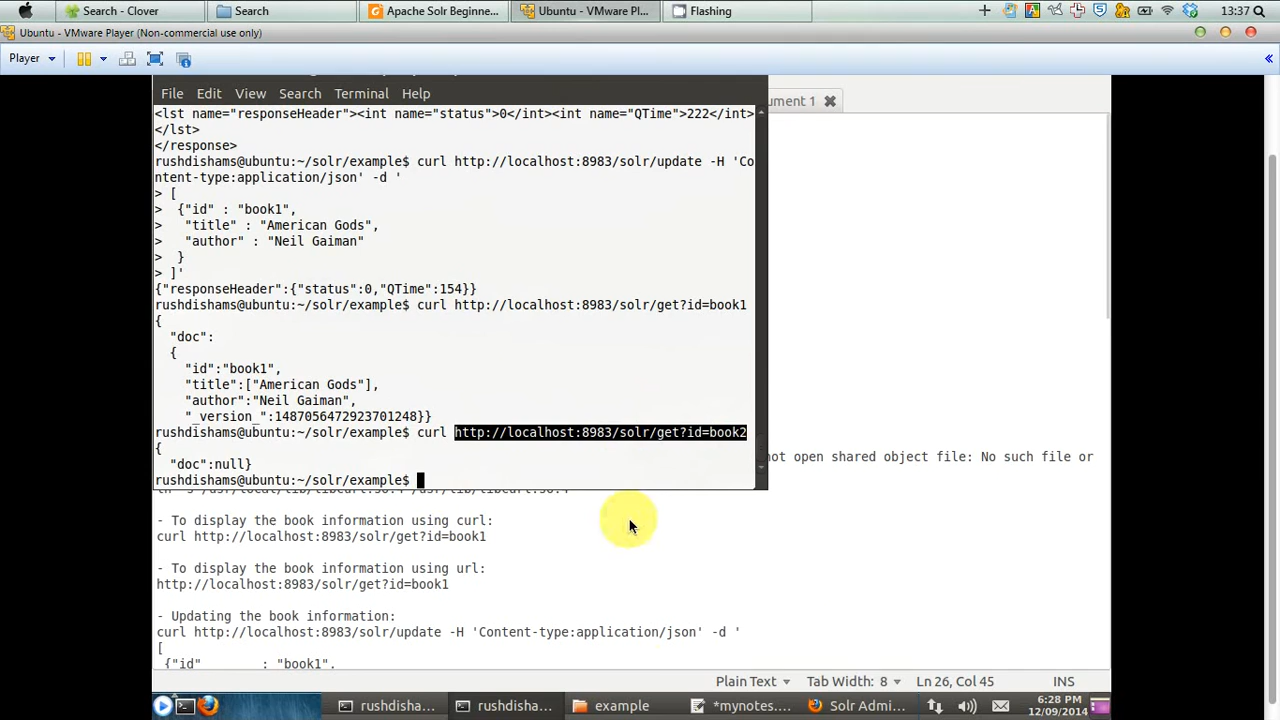 Search - Clover
Search
Apache Solr Beginne...
Ubuntu - VMware Pl...
Flashing
13:37
Ubuntu - VMware Player (Non-commercial use only)
Player
File Edit View Search Terminal Help
ument 1
<lst name="responseHeader"><int name="status">0</int><int name="QTime">222</int>
</lst>
</response>
rushdishams@ubuntu:~/solr/example$ curl http://localhost:8983/solr/update -H 'Co
ntent-type:application/json' -d '
> [
>  {"id" : "book1",
>   "title" : "American Gods",
>   "author" : "Neil Gaiman"
>  }
> ]'
{"responseHeader":{"status":0,"QTime":154}}
rushdishams@ubuntu:~/solr/example$ curl http://localhost:8983/solr/get?id=book1
{
  "doc":
  {
    "id":"book1",
    "title":["American Gods"],
    "author":"Neil Gaiman",
    "_version_":1487056472923701248}}
rushdishams@ubuntu:~/solr/example$ curl http://localhost:8983/solr/get?id=book2
{
  "doc":null}
rushdishams@ubuntu:~/solr/example$
not open shared object file: No such file or
- To display the book information using curl:
curl http://localhost:8983/solr/get?id=book1
- To display the book information using url:
http://localhost:8983/solr/get?id=book1
- Updating the book information:
curl http://localhost:8983/solr/update -H 'Content-type:application/json' -d '
[
 {"id"        : "book1",
Plain Text
Tab Width: 8
Ln 26, Col 45
INS
rushdisha...
rushdisha...
example
*mynotes....
Solr Admi...
6:28 PM
12/09/2014